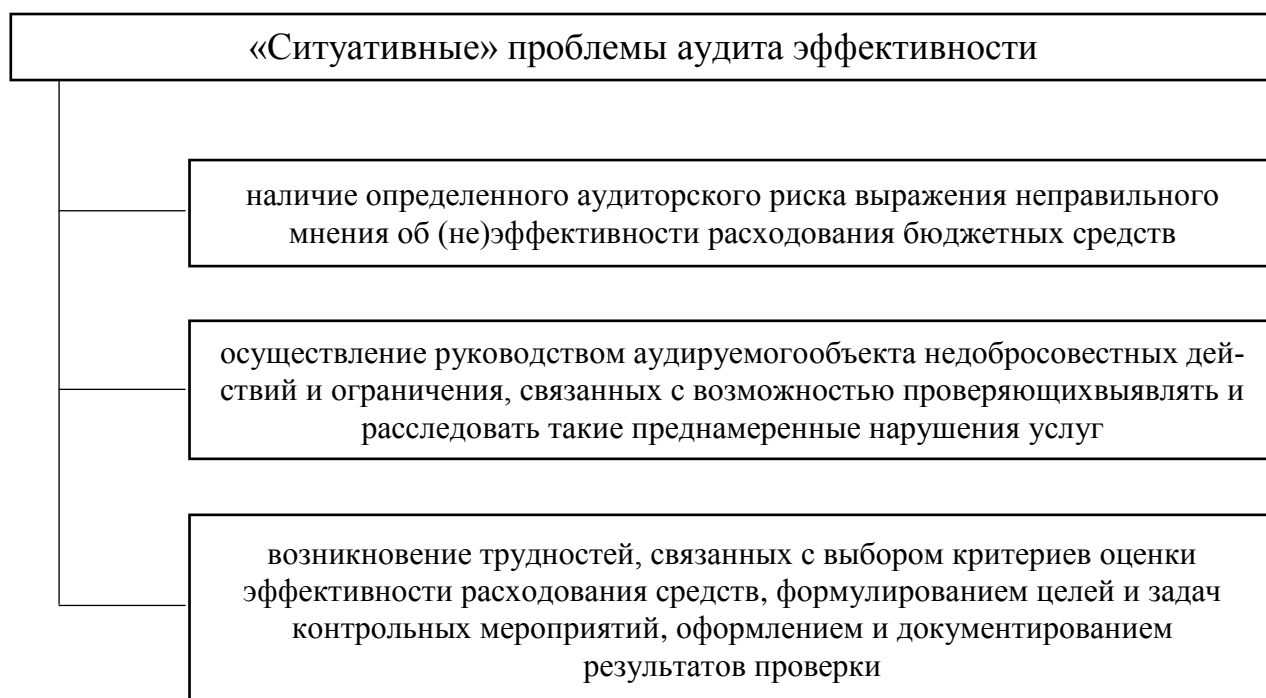 «Ситуативные» проблемы аудита эффективности
наличие определенного аудиторского риска выражения неправильного
мнения об (не)эффективности расходования бюджетных средств
осуществление руководством аудируемогообъекта недобросовестных дей-
ствий и ограничения, связанных с возможностью проверяющихвыявлять и
расследовать такие преднамеренные нарушения услуг
возникновение трудностей, связанных с выбором критериев оценки
эффективности расходования средств, формулированием целей и задач
контрольных мероприятий, оформлением и документированием
результатов проверки